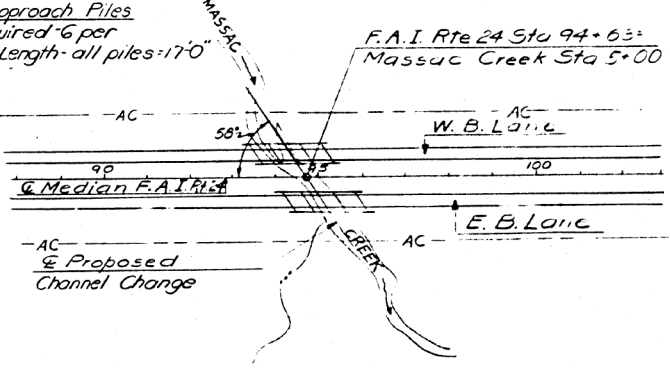 pproach Piles
uired-6 per
Length-all piles=17'0"
MASSAC
F.A.I. Rte 24 Sta 94+63=
Massac Creek Sta 5+00
AC
AC
58°
W. B. Lane
90
95
100
℄ Median F.A.I. Rt 24
E. B. Lane
AC
AC
CREEK
℄ Proposed
Channel Change